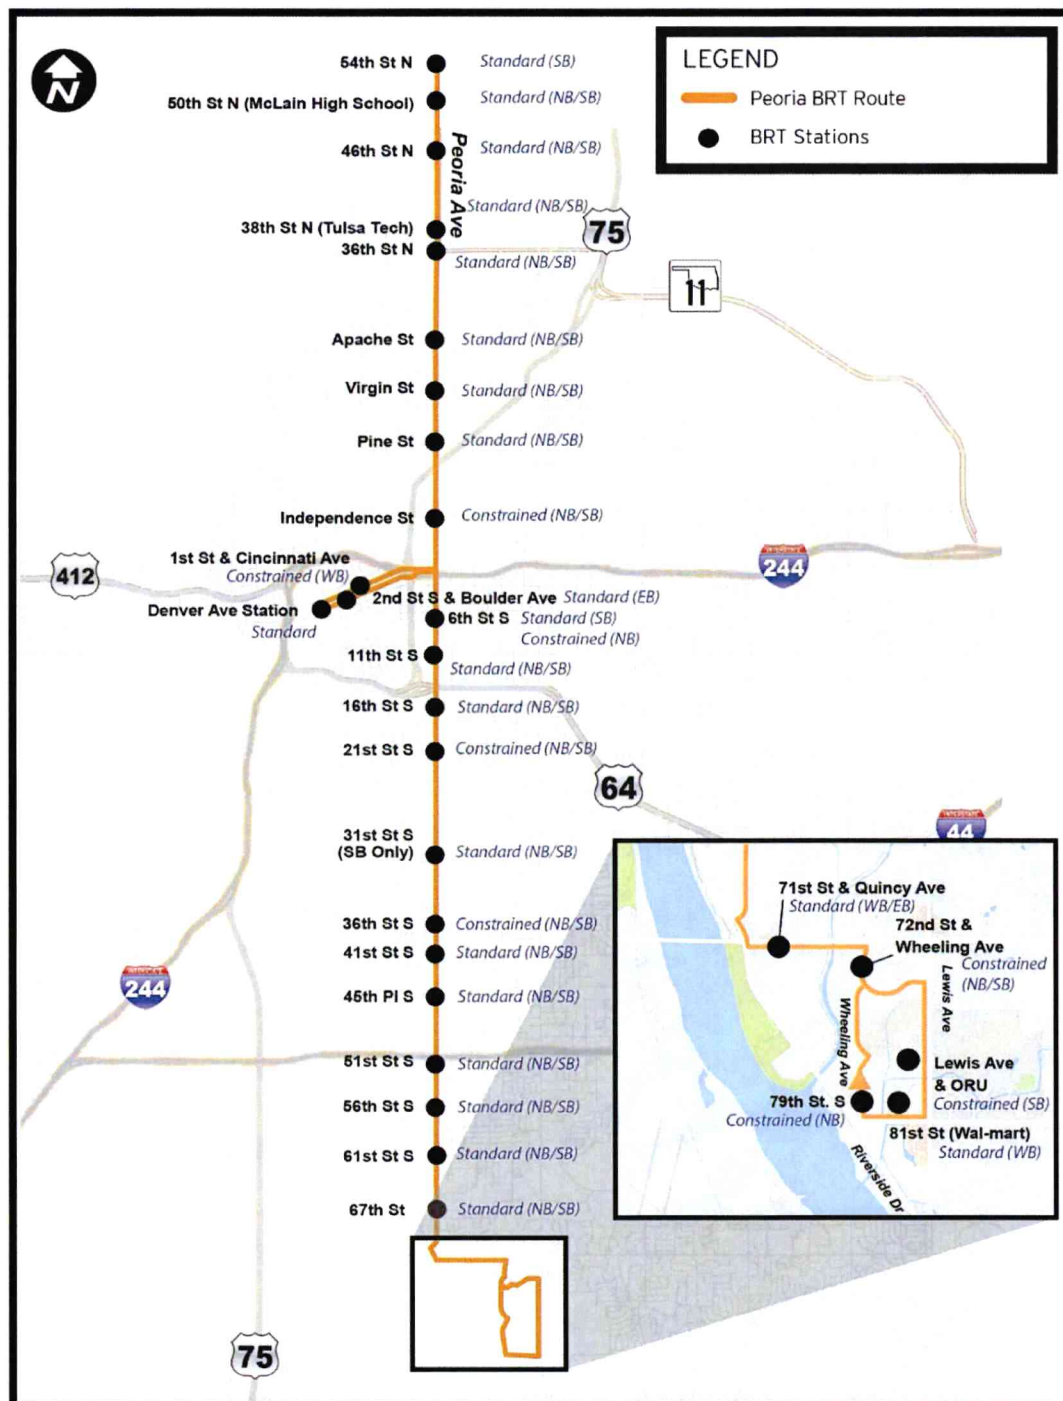 N
LEGEND
Peoria BRT Route
BRT Stations
54th St N Standard (SB)
50th St N (McLain High School) Standard (NB/SB)
46th St N Standard (NB/SB)
Peoria Ave
Standard (NB/SB)
38th St N (Tulsa Tech)
75
36th St N
Standard (NB/SB)
11
Apache St Standard (NB/SB)
Virgin St Standard (NB/SB)
Pine St Standard (NB/SB)
Independence St Constrained (NB/SB)
1st St & Cincinnati Ave
Constrained (WB)
412
INTERSTATE
244
2nd St S & Boulder Ave Standard (EB)
Denver Ave Station
Standard
6th St S Standard (SB)
Constrained (NB)
11th St S
Standard (NB/SB)
16th St S Standard (NB/SB)
21st St S Constrained (NB/SB)
64
31st St S
(SB Only) Standard (NB/SB)
INTERSTATE
44
36th St S Constrained (NB/SB)
41st St S Standard (NB/SB)
INTERSTATE
244
45th Pl S Standard (NB/SB)
51st St S Standard (NB/SB)
56th St S Standard (NB/SB)
61st St S Standard (NB/SB)
67th St Standard (NB/SB)
75
71st St & Quincy Ave
Standard (WB/EB)
72nd St &
Wheeling Ave
Constrained
(NB/SB)
Lewis Ave
Wheeling Ave
Lewis Ave
& ORU
Constrained (SB)
79th St. S
Constrained (NB)
81st St (Wal-mart)
Standard (WB)
Riverside Dr